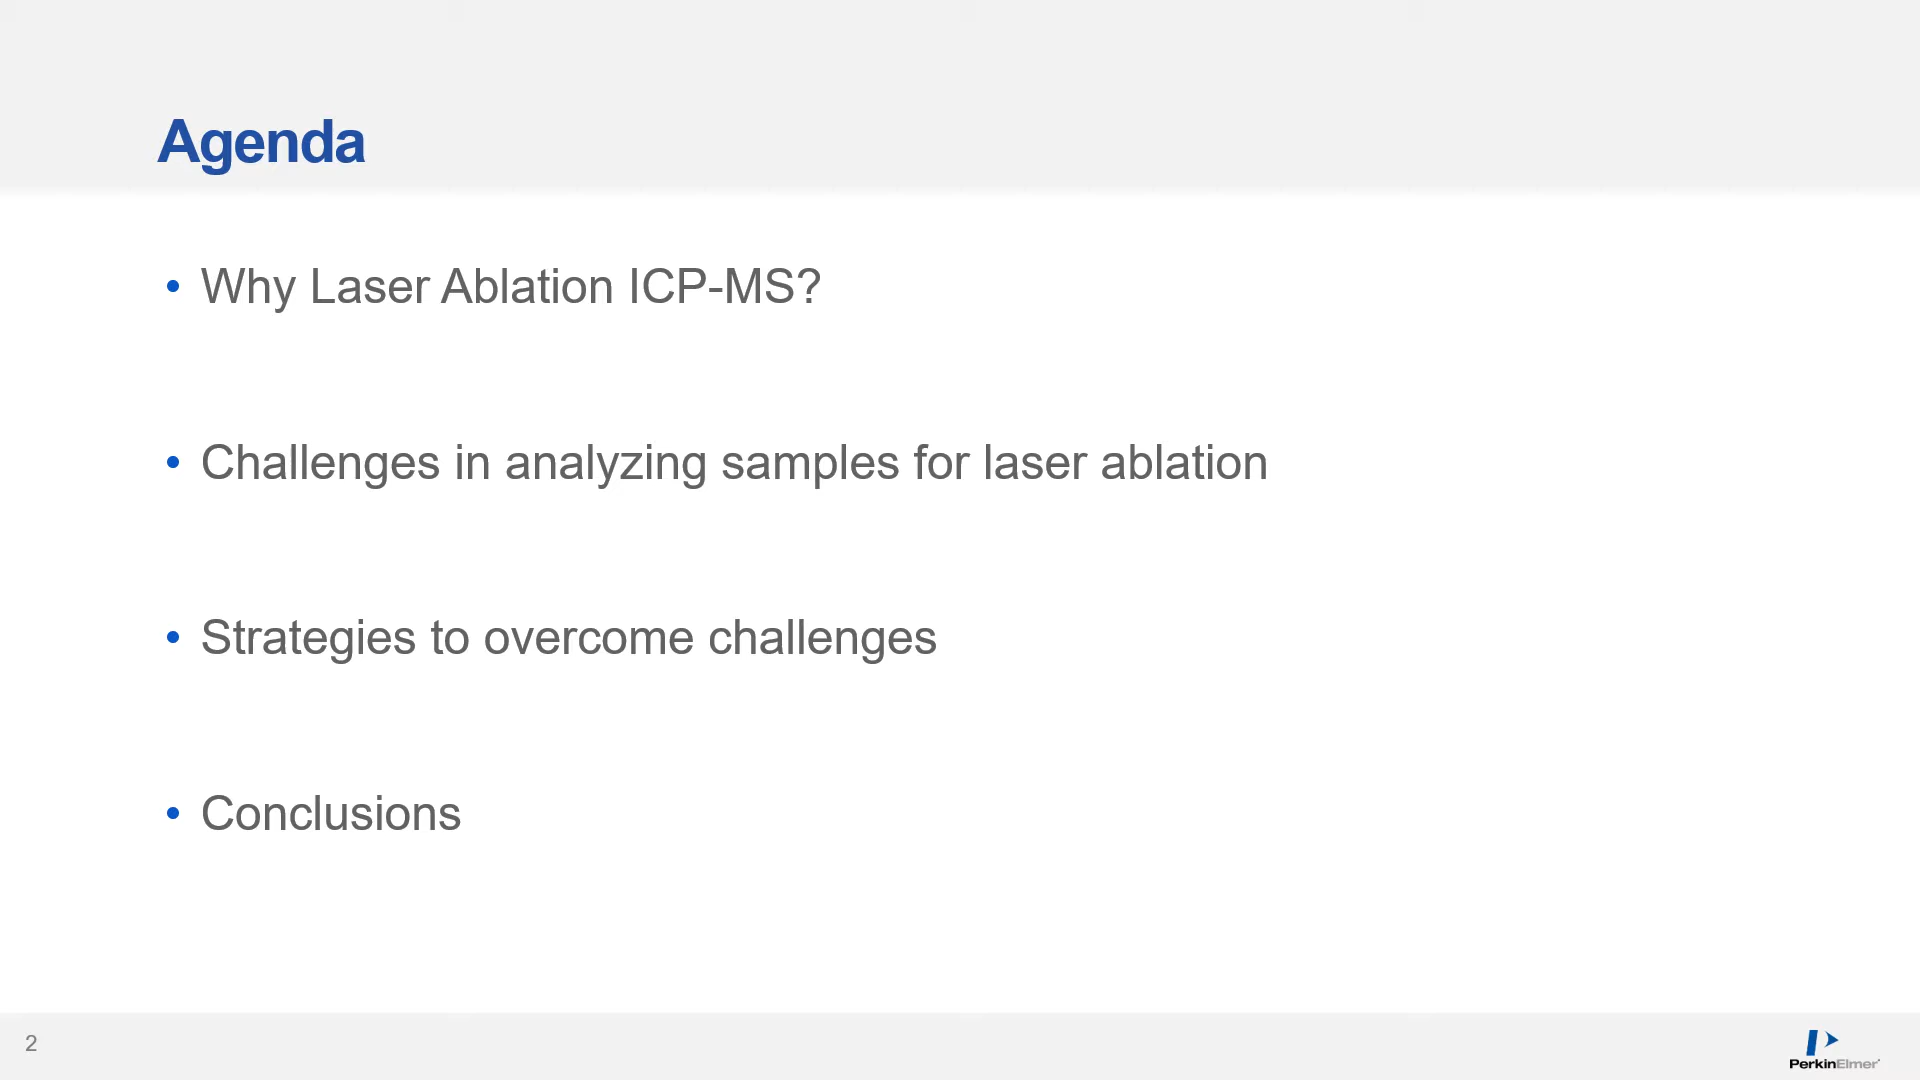 Agenda
• Why Laser Ablation ICP-MS?
• Challenges in analyzing samples for laser ablation
• Strategies to overcome challenges
• Conclusions
2
PerkinElmer